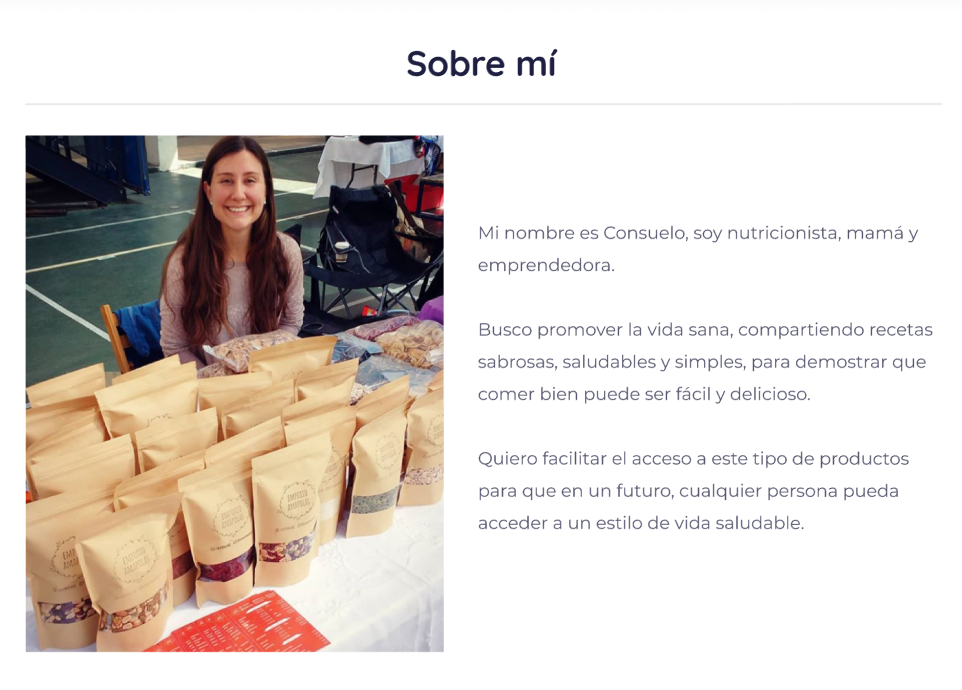 Sobre mí
Mi nombre es Consuelo, soy nutricionista, mamá y
emprendedora.
Busco promover la vida sana, compartiendo recetas
sabrosas, saludables y simples, para demostrar que
comer bien puede ser fácil y delicioso.
Quiero facilitar el acceso a este tipo de productos
para que en un futuro, cualquier persona pueda
acceder a un estilo de vida saludable.